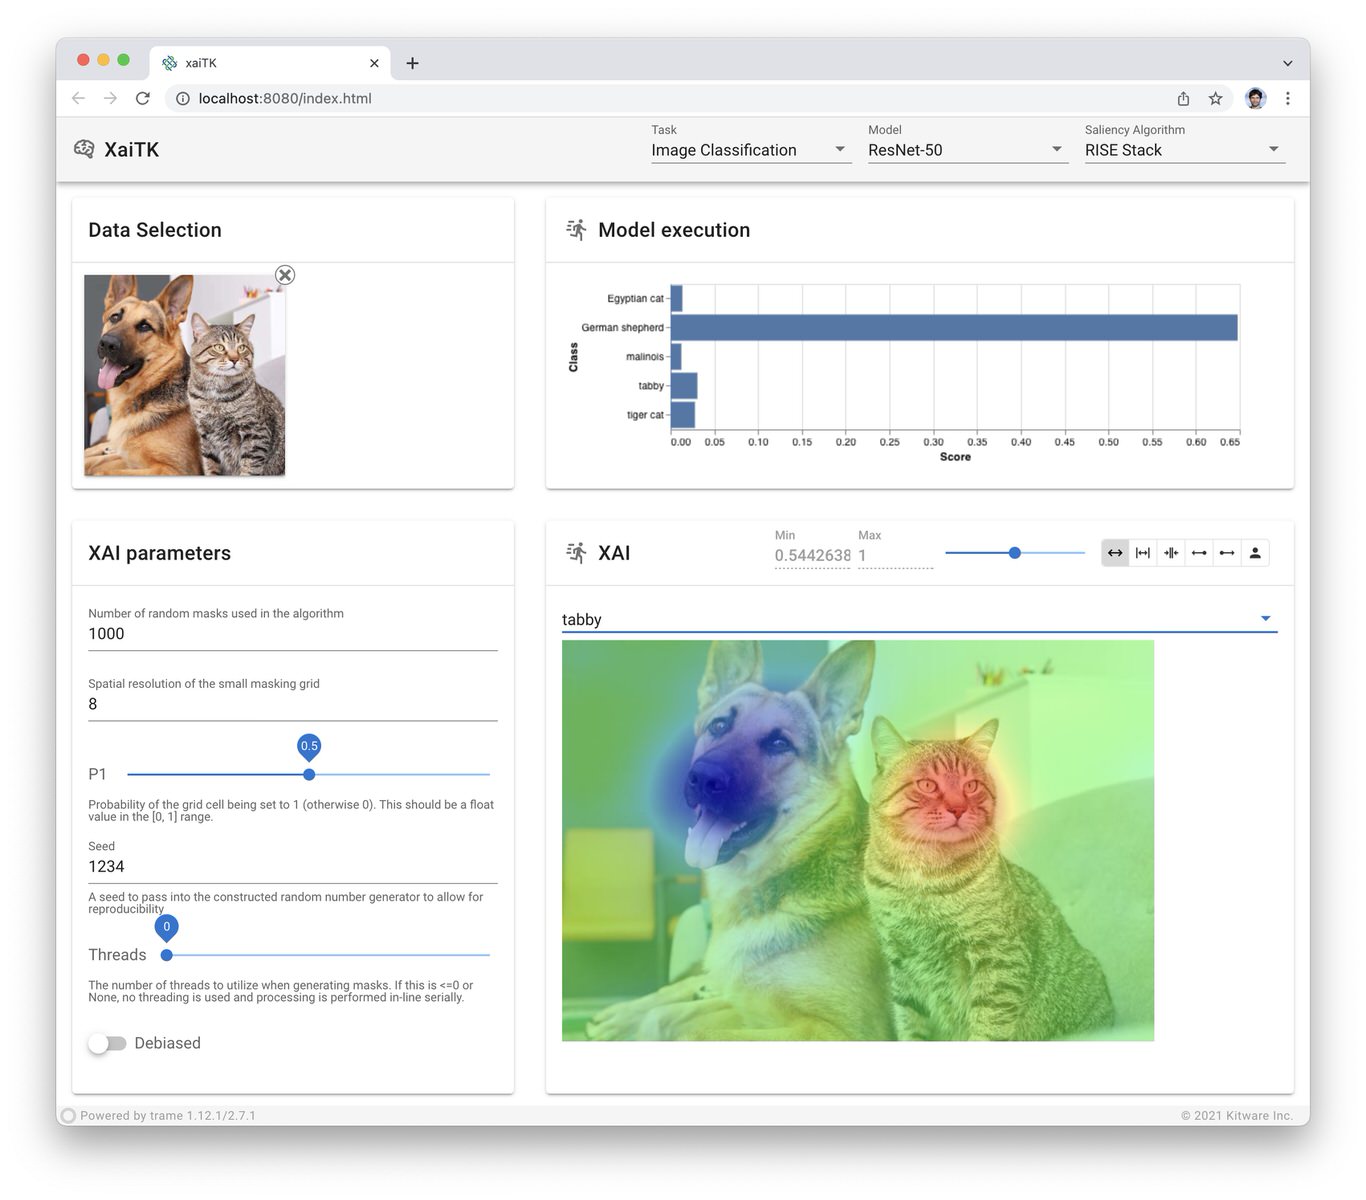 xaiTK
localhost:8080/index.html
XaiTK
Task
Image Classification
Model
ResNet-50
Saliency Algorithm
RISE Stack
Data Selection
Model execution
Class
Egyptian cat
German shepherd
malinois
tabby
tiger cat
0.00 0.05 0.10 0.15 0.20 0.25 0.30 0.35 0.40 0.45 0.50 0.55 0.60 0.65
Score
XAI parameters
Number of random masks used in the algorithm
1000
Spatial resolution of the small masking grid
8
0.5
P1
Probability of the grid cell being set to 1 (otherwise 0). This should be a float
value in the [0, 1] range.
Seed
1234
A seed to pass into the constructed random number generator to allow for
reproducibility
0
Threads
The number of threads to utilize when generating masks. If this is <=0 or
None, no threading is used and processing is performed in-line serially.
Debiased
XAI
Min
0.5442638
Max
1
tabby
Powered by trame 1.12.1/2.7.1
© 2021 Kitware Inc.